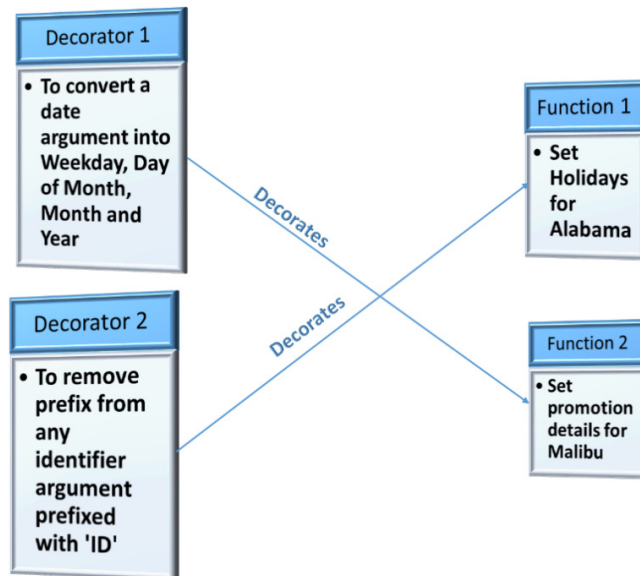 Decorator 1
• To convert a
date
argument into
Weekday, Day
of Month,
Month and
Year
Decorator 2
• To remove
prefix from
any
identifier
argument
prefixed
with 'ID'
Decorates
Decorates
Function 1
• Set
Holidays
for
Alabama
Function 2
• Set
promotion
details for
Malibu